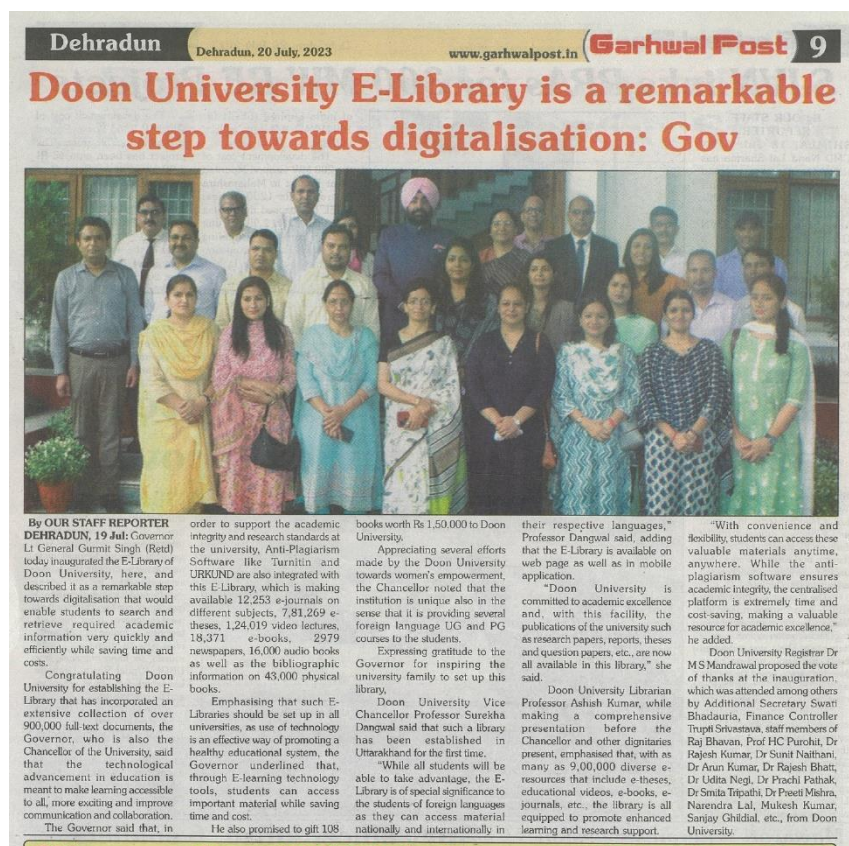 Dehradun
Dehradun, 20 July, 2023
www.garhwalpost.in
Garhwal Post
9
Doon University E-Library is a remarkable
step towards digitalisation: Gov
By OUR STAFF REPORTER
DEHRADUN, 19 Jul: Governor
Lt General Gurmit Singh (Retd)
today inaugurated the E-Library of
Doon University, here, and
described it as a remarkable step
towards digitalisation that would
enable students to search and
retrieve required academic
information very quickly and
efficiently while saving time and
costs.
Congratulating Doon
University for establishing the E-
Library that has incorporated an
extensive collection of over
900,000 full-text documents, the
Governor, who is also the
Chancellor of the University, said
that the technological
advancement in education is
meant to make learning accessible
to all, more exciting and improve
communication and collaboration.
The Governor said that, in
order to support the academic
integrity and research standards at
the university, Anti-Plagiarism
Software like Turnitin and
URKUND are also integrated with
this E-Library, which is making
available 12,253 e-journals on
different subjects, 7,81,269 e-
theses, 1,24,019 video lectures,
18,371 e-books, 2979
newspapers, 16,000 audio books
as well as the bibliographic
information on 43,000 physical
books.
Emphasising that such E-
Libraries should be set up in all
universities, as use of technology
is an effective way of promoting a
healthy educational system, the
Governor underlined that,
through E-learning technology
tools, students can access
important material while saving
time and cost.
He also promised to gift 108
books worth Rs 1,50,000 to Doon
University.
Appreciating several efforts
made by the Doon University
towards women's empowerment,
the Chancellor noted that the
institution is unique also in the
sense that it is providing several
foreign language UG and PG
courses to the students.
Expressing gratitude to the
Governor for inspiring the
university family to set up this
library,
Doon University Vice
Chancellor Professor Surekha
Dangwal said that such a library
has been established in
Uttarakhand for the first time.
"While all students will be
able to take advantage, the E-
Library is of special significance to
the students of foreign languages
as they can access material
nationally and internationally in
their respective languages,"
Professor Dangwal said, adding
that the E-Library is available on
web page as well as in mobile
application.
"Doon University is
committed to academic excellence
and, with this facility, the
publications of the university such
as research papers, reports, theses
and question papers, etc., are now
all available in this library," she
said.
Doon University Librarian
Professor Ashish Kumar, while
making a comprehensive
presentation before the
Chancellor and other dignitaries
present, emphasised that, with as
many as 9,00,000 diverse e-
resources that include e-theses,
educational videos, e-books, e-
journals, etc., the library is all
equipped to promote enhanced
learning and research support.
"With convenience and
flexibility, students can access these
valuable materials anytime,
anywhere. While the anti-
plagiarism software ensures
academic integrity, the centralised
platform is extremely time and
cost-saving, making a valuable
resource for academic excellence,"
he added.
Doon University Registrar Dr
M S Mandrawal proposed the vote
of thanks at the inauguration,
which was attended among others
by Additional Secretary Swati
Bhadauria, Finance Controller
Trupti Srivastava, staff members of
Raj Bhavan, Prof HC Purohit, Dr
Rajesh Kumar, Dr Sunit Naithani,
Dr Arun Kumar, Dr Rajesh Bhatt,
Dr Udita Negi, Dr Prachi Pathak,
Dr Smita Tripathi, Dr Preeti Mishra,
Narendra Lal, Mukesh Kumar,
Sanjay Ghildial, etc., from Doon
University.